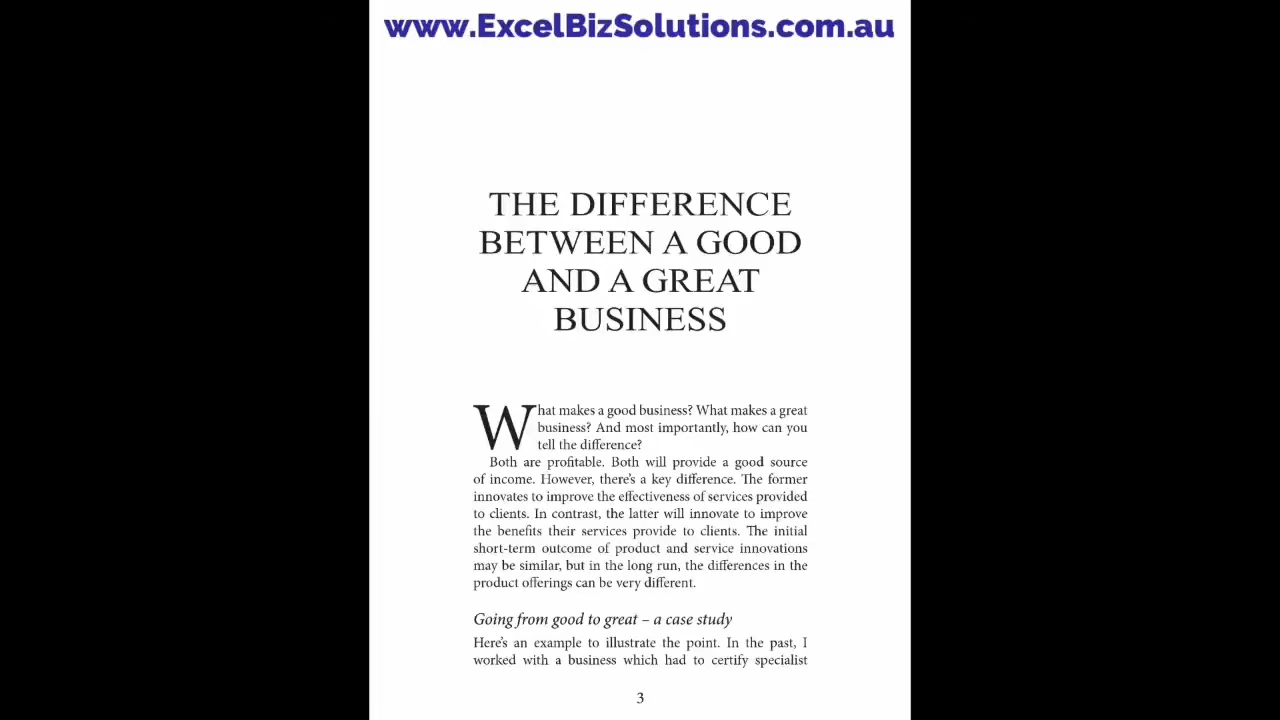 www.ExcelBizSolutions.com.au
THE DIFFERENCE
BETWEEN A GOOD
AND A GREAT
BUSINESS
What makes a good business? What makes a great
business? And most importantly, how can you
tell the difference?
Both are profitable. Both will provide a good source
of income. However, there's a key difference. The former
innovates to improve the effectiveness of services provided
to clients. In contrast, the latter will innovate to improve
the benefits their services provide to clients. The initial
short-term outcome of product and service innovations
may be similar, but in the long run, the differences in the
product offerings can be very different.
Going from good to great – a case study
Here's an example to illustrate the point. In the past, I
worked with a business which had to certify specialist
3